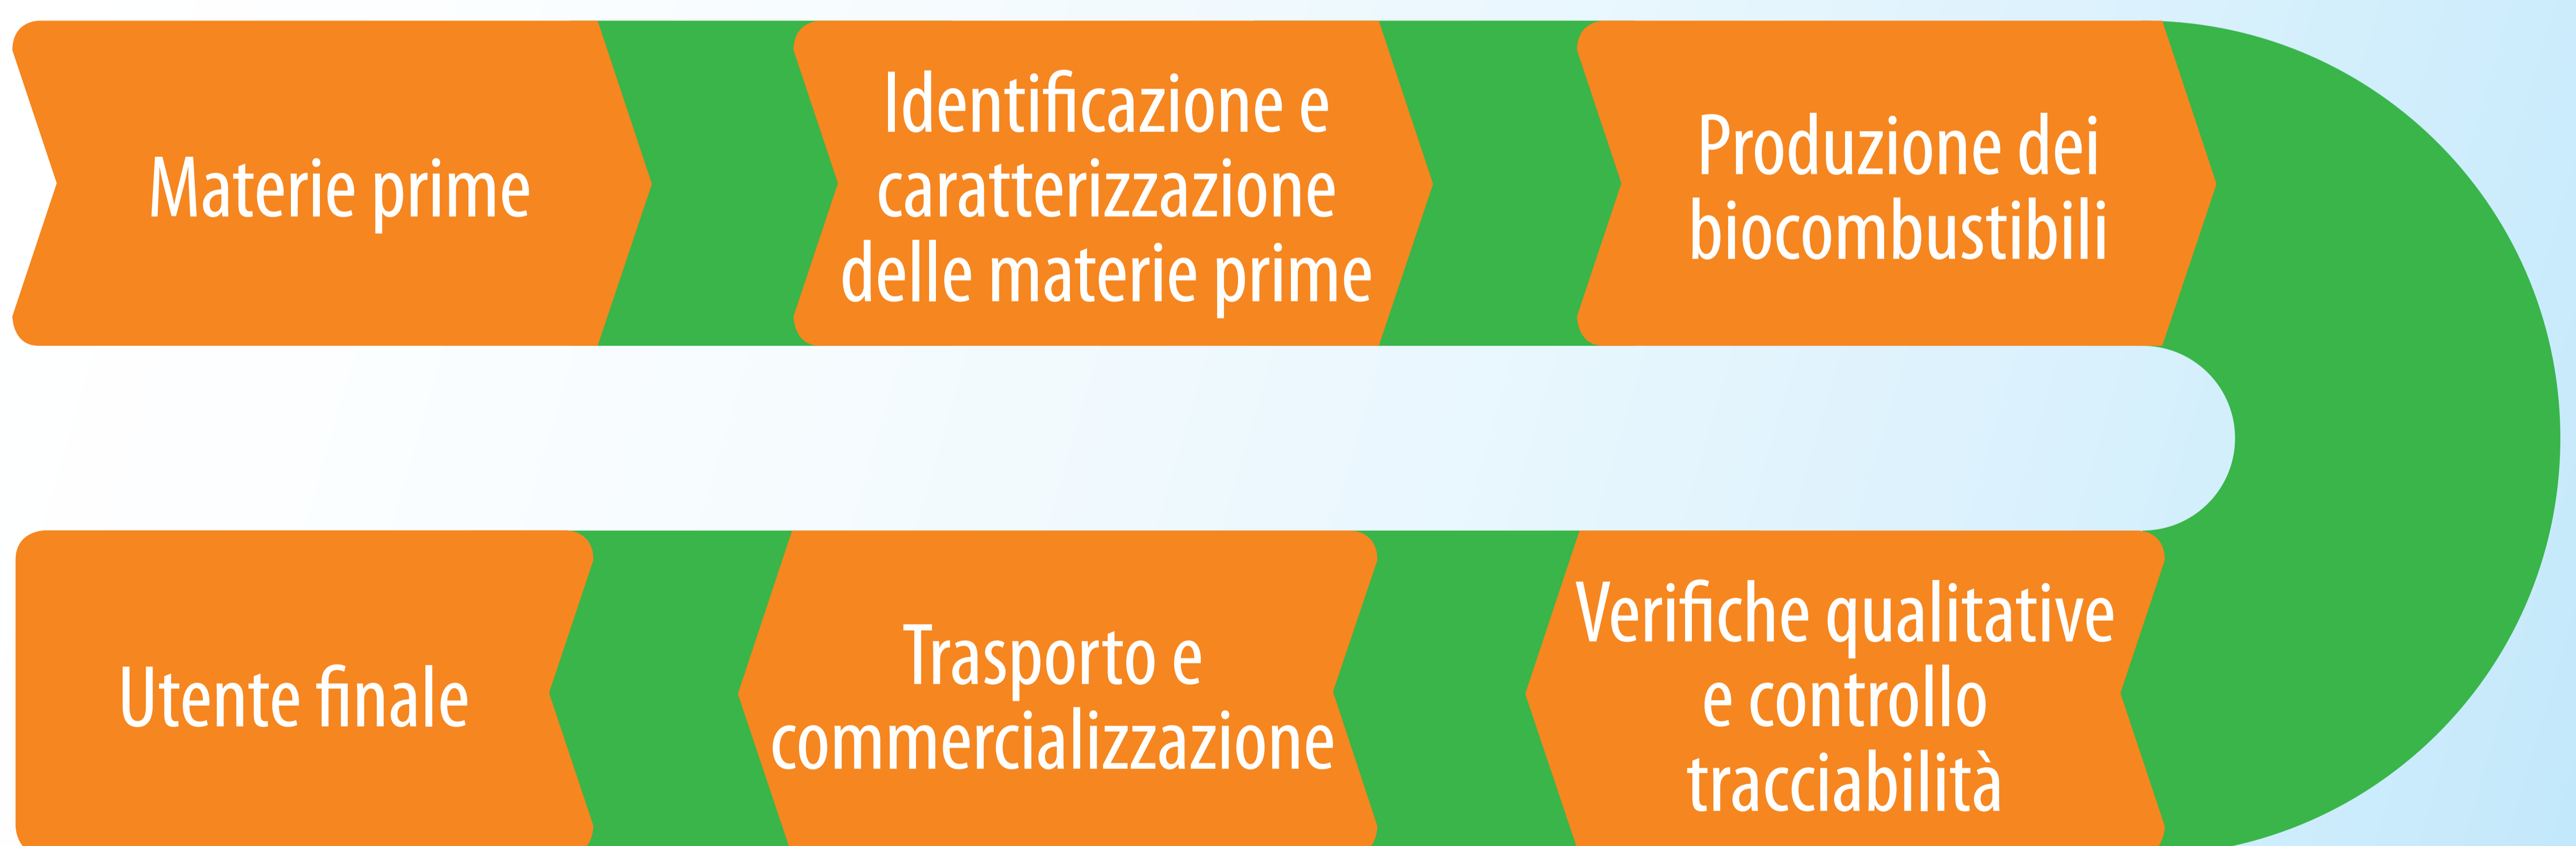 Materie prime
Identificazione e
caratterizzazione
delle materie prime
Produzione dei
biocombustibili
Verifiche qualitative
e controllo
tracciabilità
Trasporto e
commercializzazione
Utente finale